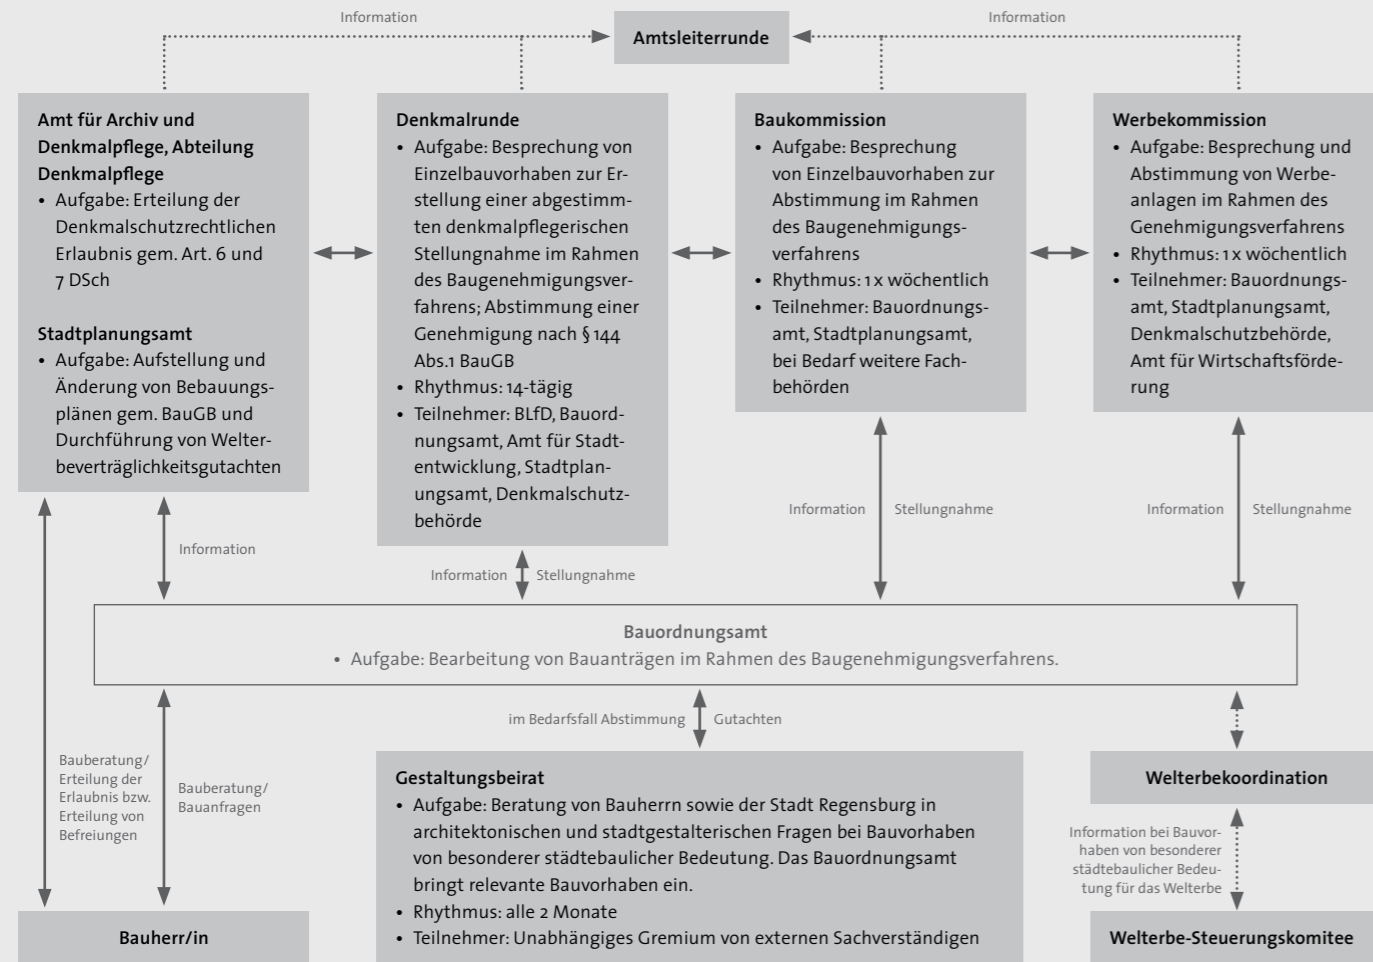 Information
Information
Amtsleiterrunde
Amt für Archiv und
Denkmalpflege, Abteilung
Denkmalpflege
• Aufgabe: Erteilung der
Denkmalschutzrechtlichen
Erlaubnis gem. Art. 6 und
7 DSch
Stadtplanungsamt
• Aufgabe: Aufstellung und
Änderung von Bebauungs-
plänen gem. BauGB und
Durchführung von Welter-
beverträglichkeitsgutachten
Denkmalrunde
• Aufgabe: Besprechung von
Einzelbauvorhaben zur Er-
stellung einer abgestimm-
ten denkmalpflegerischen
Stellungnahme im Rahmen
des Baugenehmigungsver-
fahrens; Abstimmung einer
Genehmigung nach § 144
Abs.1 BauGB
• Rhythmus: 14-tägig
• Teilnehmer: BLfD, Bauord-
nungsamt, Amt für Stadt-
entwicklung, Stadtplan-
ungsamt, Denkmalschutz-
behörde
Baukommission
• Aufgabe: Besprechung
von Einzelbauvorhaben zur
Abstimmung im Rahmen
des Baugenehmigungs-
verfahrens
• Rhythmus: 1 x wöchentlich
• Teilnehmer: Bauordnungs-
amt, Stadtplanungsamt,
bei Bedarf weitere Fach-
behörden
Werbekommission
• Aufgabe: Besprechung und
Abstimmung von Werbe-
anlagen im Rahmen des
Genehmigungsverfahrens
• Rhythmus: 1 x wöchentlich
• Teilnehmer: Bauordnungs-
amt, Stadtplanungsamt,
Denkmalschutzbehörde,
Amt für Wirtschaftsförde-
rung
Information
Information Stellungnahme
Information Stellungnahme
Information Stellungnahme
Bauordnungsamt
• Aufgabe: Bearbeitung von Bauanträgen im Rahmen des Baugenehmigungsverfahrens.
Bauberatung/
Erteilung der
Erlaubnis bzw.
Erteilung von
Befreiungen
Bauberatung/
Bauanfragen
im Bedarfsfall Abstimmung Gutachten
Gestaltungsbeirat
• Aufgabe: Beratung von Bauherrn sowie der Stadt Regensburg in
architektonischen und stadtgestalterischen Fragen bei Bauvorhaben
von besonderer städtebaulicher Bedeutung. Das Bauordnungsamt
bringt relevante Bauvorhaben ein.
• Rhythmus: alle 2 Monate
• Teilnehmer: Unabhängiges Gremium von externen Sachverständigen
Welterbekoordination
Information bei Bauvor-
haben von besonderer
städtebaulicher Bedeu-
tung für das Welterbe
Bauherr/in
Welterbe-Steuerungskomitee